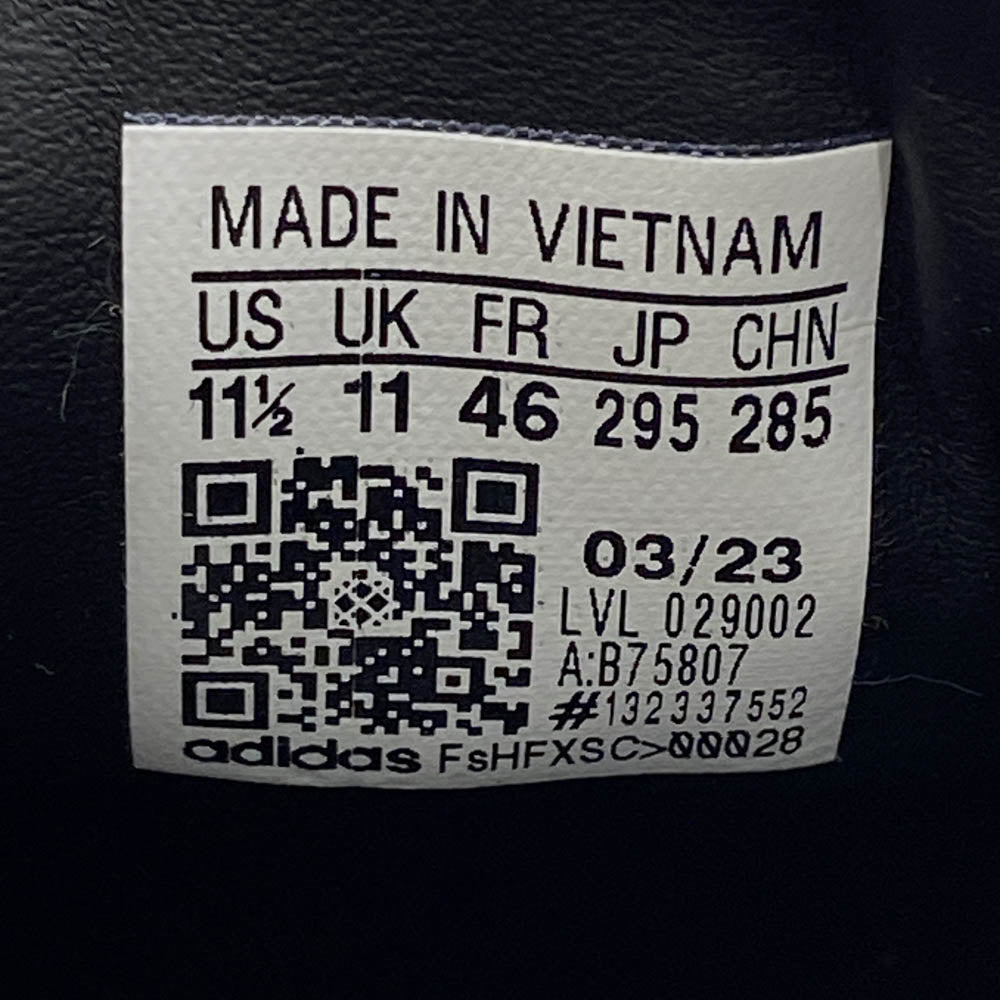 MADE IN VIETNAM
US UK FR JP CHN
11½ 11 46 295 285
03/23
LVL 029002
A:B75807
#132337552
adidas FsHFXSC>00028